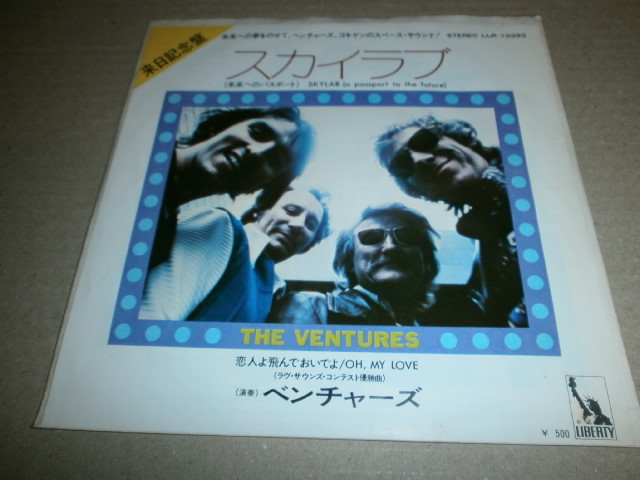 来日記念盤
未来への夢をのせて、ベンチャーズ、ゴキゲンのスペース・サウンド!
STEREO LLR-10393
スカイラブ
(未来へのパスポート) SKYLAB (a passport to the future)
THE VENTURES
恋人よ飛んでおいでよ/OH, MY LOVE
(ラヴ・サウンズ・コンテスト優勝曲)
(演奏) ベンチャーズ
¥ 500
LIBERTY